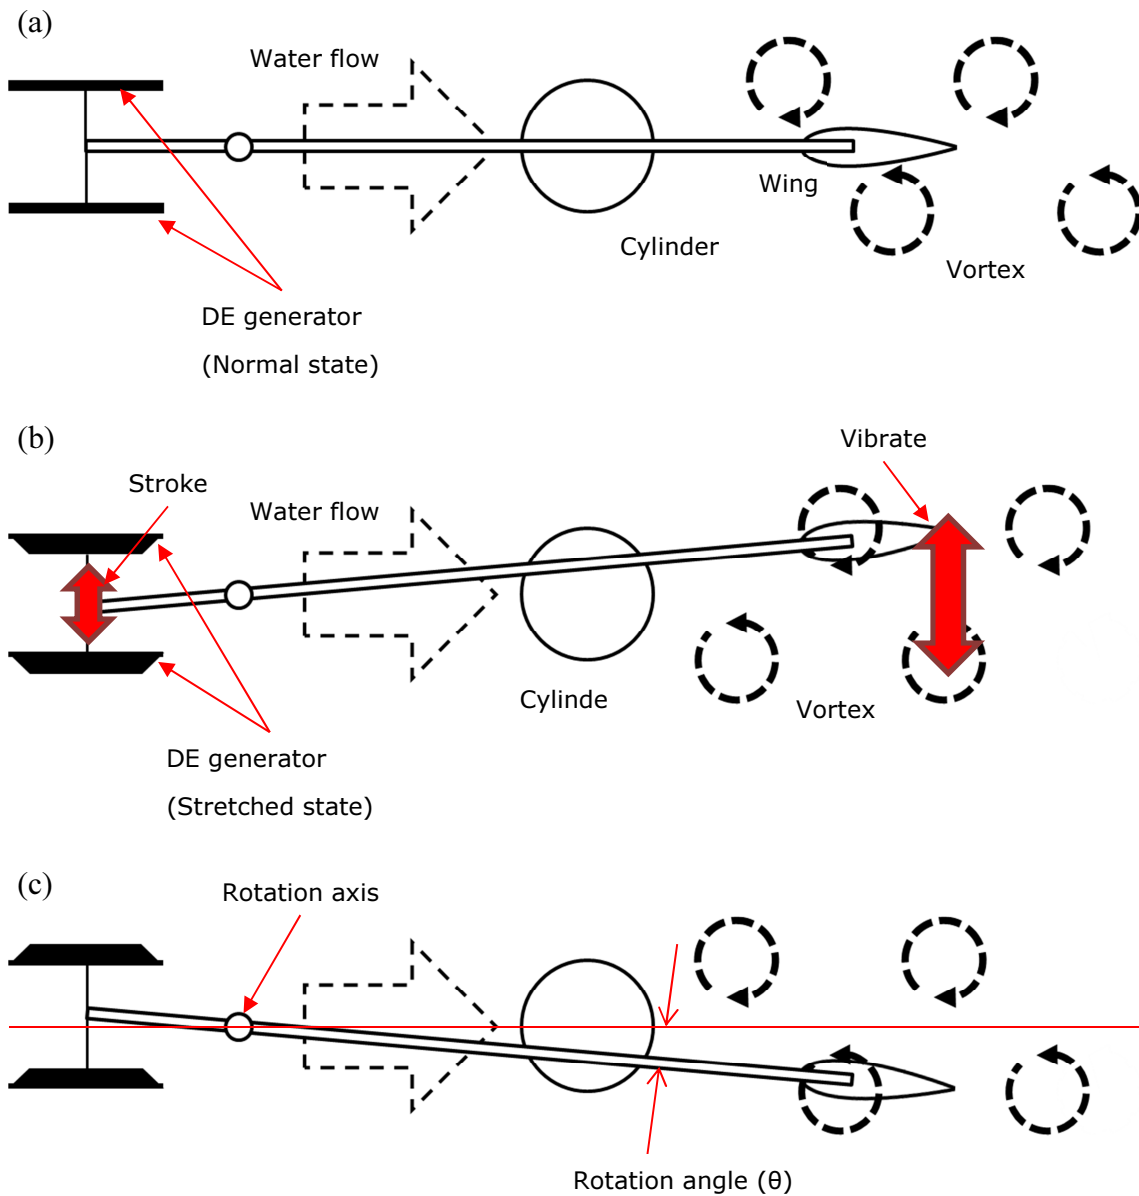 (a)
Water flow
Wing
Cylinder
Vortex
DE generator
(Normal state)
(b)
Vibrate
Stroke
Water flow
Cylinde
Vortex
DE generator
(Stretched state)
(c)
Rotation axis
Rotation angle (θ)